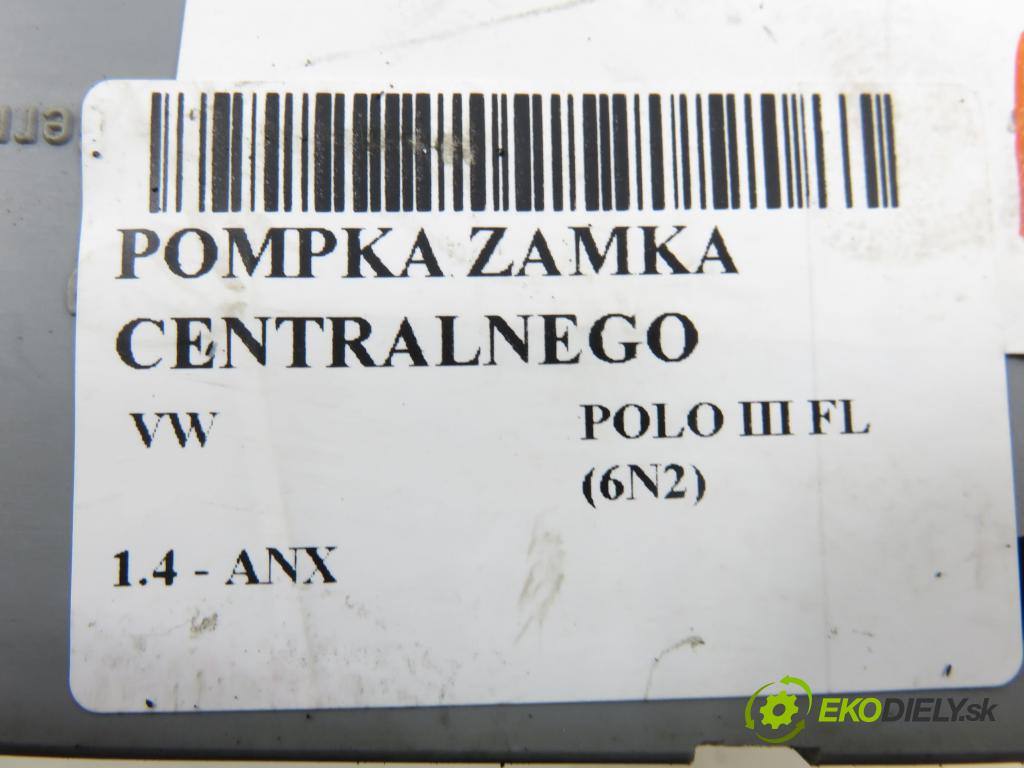 POMPKA ZAMKA
CENTRALNEGO
VW
POLO III FL
(6N2)
1.4 - ANX
EKODIELY.sk